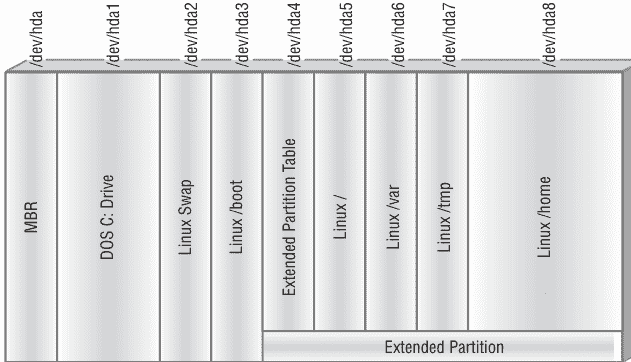 /dev/hda
/dev/hda1
/dev/hda2
/dev/hda3
/dev/hda4
/dev/hda5
/dev/hda6
/dev/hda7
/dev/hda8
MBR
DOS C: Drive
Linux Swap
Linux /boot
Extended Partition Table
Linux /
Linux /var
Linux /tmp
Linux /home
Extended Partition